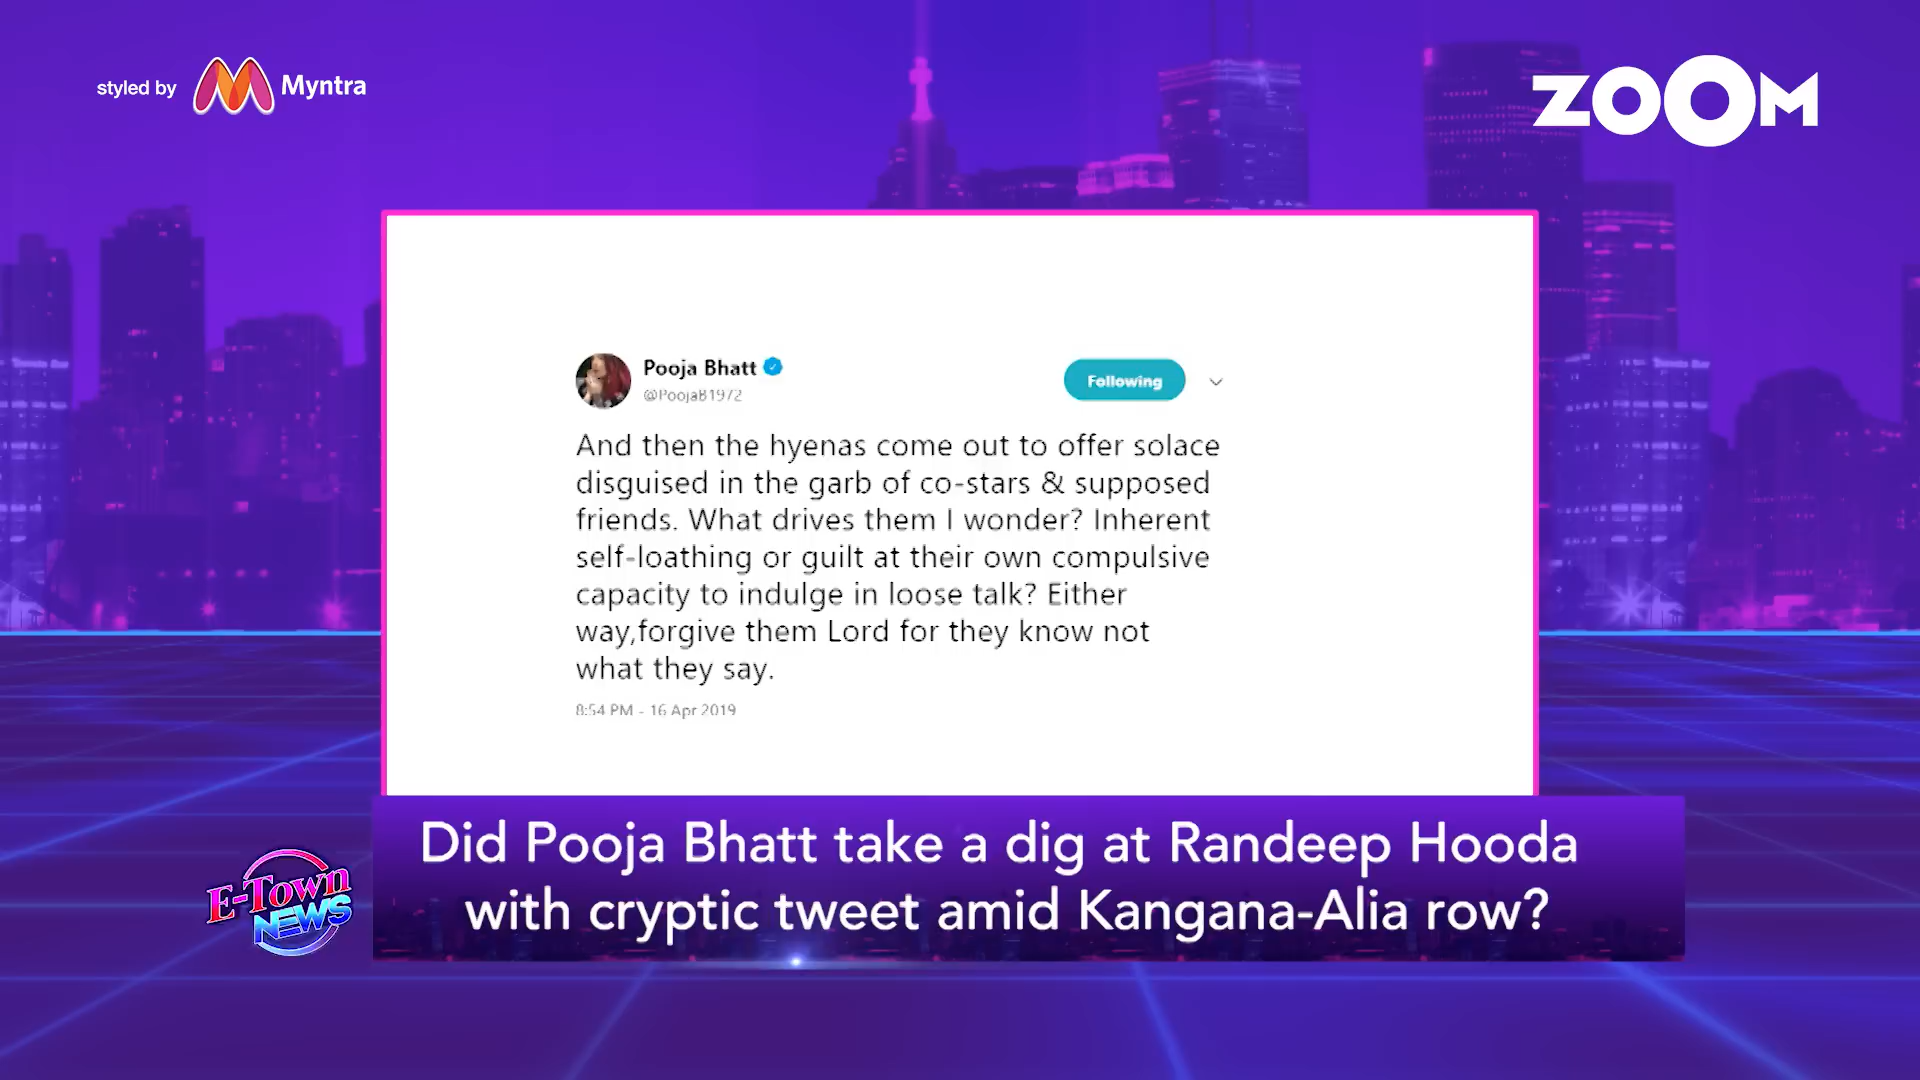 styled by Myntra
ZOOM
Pooja Bhatt
@PoojaB1972
Following
And then the hyenas come out to offer solace
disguised in the garb of co-stars & supposed
friends. What drives them I wonder? Inherent
self-loathing or guilt at their own compulsive
capacity to indulge in loose talk? Either
way,forgive them Lord for they know not
what they say.
8:54 PM - 16 Apr 2019
Did Pooja Bhatt take a dig at Randeep Hooda
with cryptic tweet amid Kangana-Alia row?
E-Town
NEWS